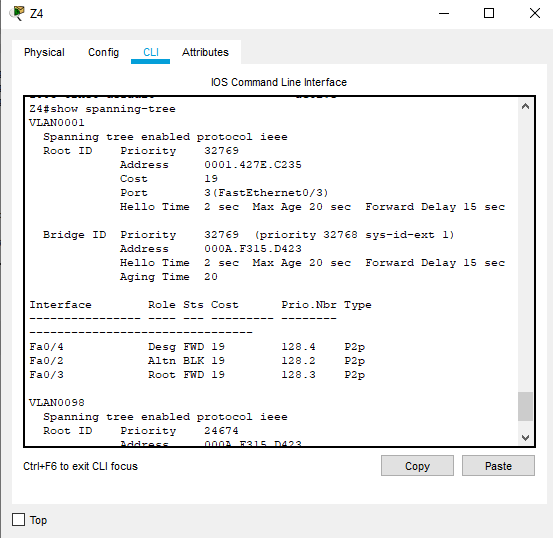 Z4
Physical Config CLI Attributes
IOS Command Line Interface
Z4#show spanning-tree
VLAN0001
Spanning tree enabled protocol ieee
Root ID Priority 32769
Address 0001.427E.C235
Cost 19
Port 3(FastEthernet0/3)
Hello Time 2 sec Max Age 20 sec Forward Delay 15 sec
Bridge ID Priority 32769 (priority 32768 sys-id-ext 1)
Address 000A.F315.D423
Hello Time 2 sec Max Age 20 sec Forward Delay 15 sec
Aging Time 20
Interface Role Sts Cost Prio.Nbr Type
---------------- ---- --- --------- --------
--------------------------------
Fa0/4 Desg FWD 19 128.4 P2p
Fa0/2 Altn BLK 19 128.2 P2p
Fa0/3 Root FWD 19 128.3 P2p
VLAN0098
Spanning tree enabled protocol ieee
Root ID Priority 24674
Address 000A.F315.D423
Ctrl+F6 to exit CLI focus
Copy Paste
Top